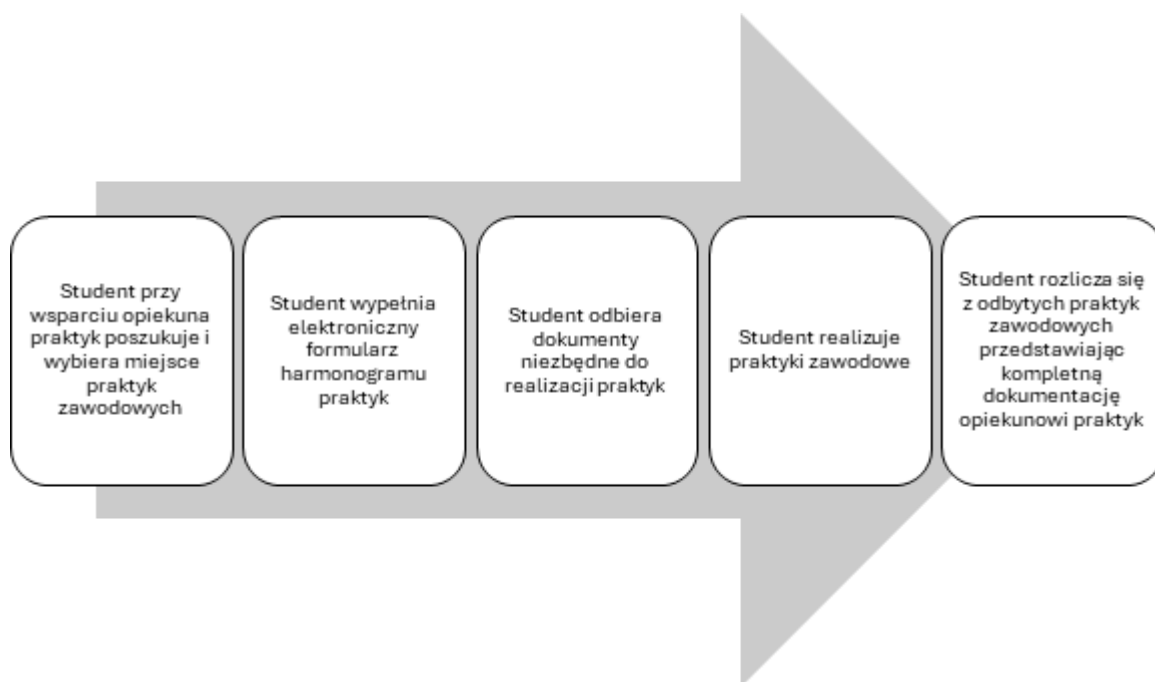 Student przy
wsparciu opiekuna
praktyk poszukuje i
wybiera miejsce
praktyk
zawodowych
Student wypełnia
elektroniczny
formularz
harmonogramu
praktyk
Student odbiera
dokumenty
niezbędne do
realizacji praktyk
Student realizuje
praktyki zawodowe
Student rozlicza się
z odbytych praktyk
zawodowych
przedstawiając
kompletną
dokumentację
opiekunowi praktyk